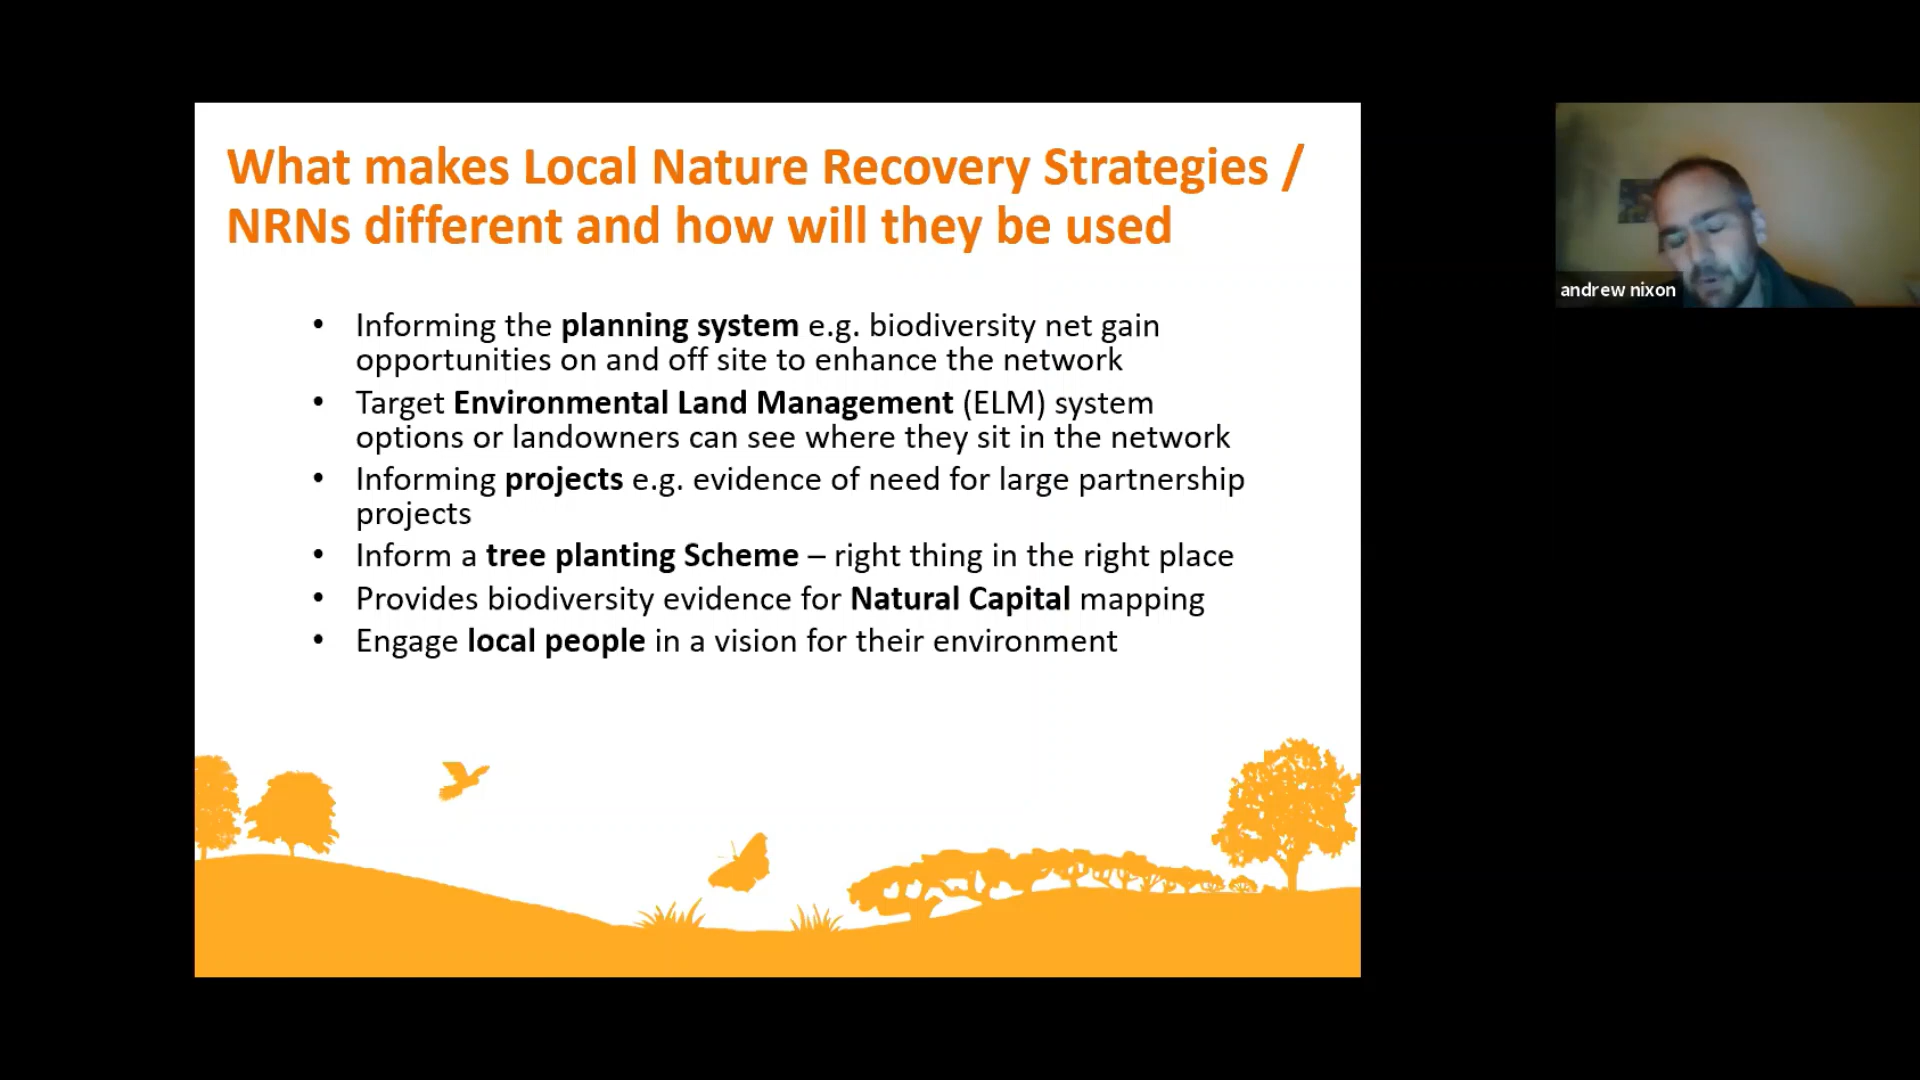 What makes Local Nature Recovery Strategies /
NRNs different and how will they be used
• Informing the planning system e.g. biodiversity net gain
opportunities on and off site to enhance the network
• Target Environmental Land Management (ELM) system
options or landowners can see where they sit in the network
• Informing projects e.g. evidence of need for large partnership
projects
• Inform a tree planting Scheme – right thing in the right place
• Provides biodiversity evidence for Natural Capital mapping
• Engage local people in a vision for their environment
andrew nixon